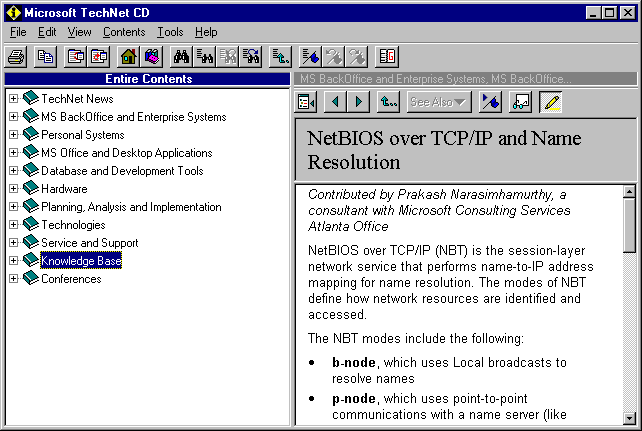 Microsoft TechNet CD
File Edit View Contents Tools Help
Entire Contents
TechNet News
MS BackOffice and Enterprise Systems
Personal Systems
MS Office and Desktop Applications
Database and Development Tools
Hardware
Planning, Analysis and Implementation
Technologies
Service and Support
Knowledge Base
Conferences
MS BackOffice and Enterprise Systems, MS BackOffice...
See Also
NetBIOS over TCP/IP and Name
Resolution
Contributed by Prakash Narasimhamurthy, a
consultant with Microsoft Consulting Services
Atlanta Office
NetBIOS over TCP/IP (NBT) is the session-layer
network service that performs name-to-IP address
mapping for name resolution. The modes of NBT
define how network resources are identified and
accessed.
The NBT modes include the following:
• b-node, which uses Local broadcasts to
resolve names
• p-node, which uses point-to-point
communications with a name server (like